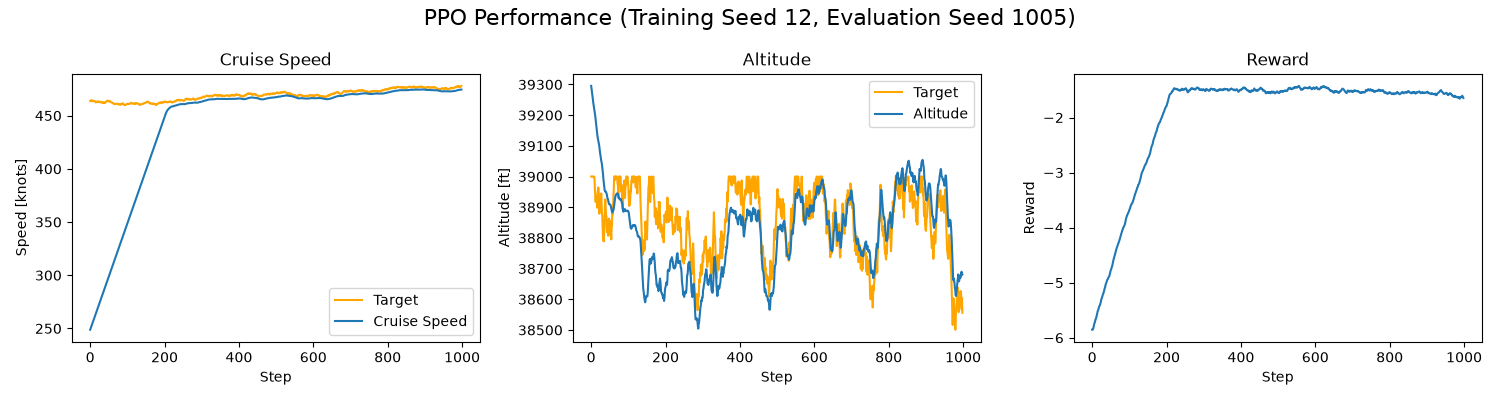 PPO Performance (Training Seed 12, Evaluation Seed 1005)
Cruise Speed
Speed [knots]
450
400
350
300
250
0 200 400 600 800 1000
Step
Target
Cruise Speed
Altitude
Altitude [ft]
39300
39200
39100
39000
38900
38800
38700
38600
38500
0 200 400 600 800 1000
Step
Target
Altitude
Reward
Reward
−2
−3
−4
−5
−6
0 200 400 600 800 1000
Step